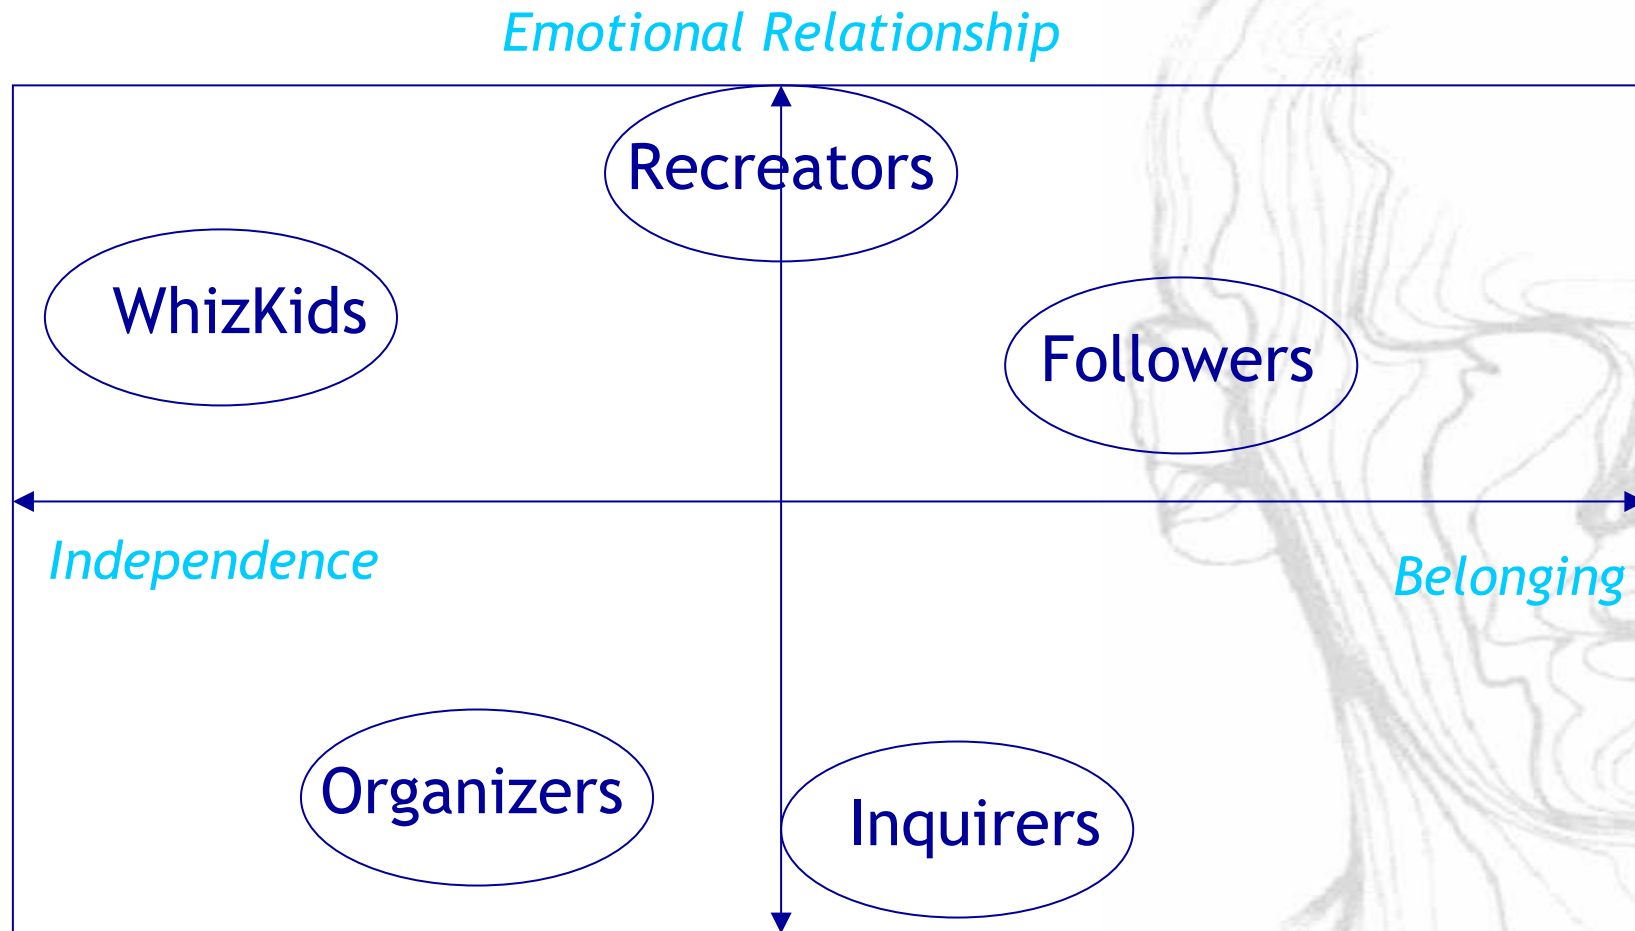 Emotional Relationship
Recreators
WhizKids
Followers
Independence
Belonging
Organizers
Inquirers